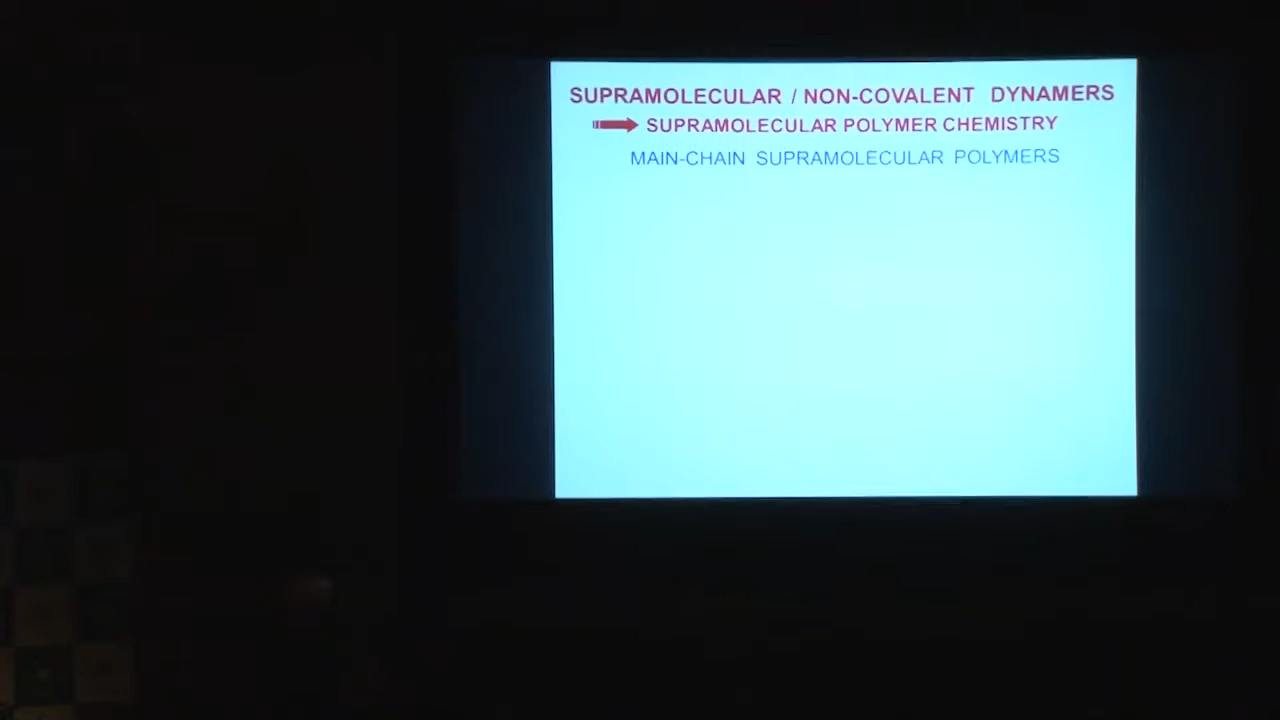 SUPRAMOLECULAR / NON-COVALENT DYNAMERS
SUPRAMOLECULAR POLYMER CHEMISTRY
MAIN-CHAIN SUPRAMOLECULAR POLYMERS